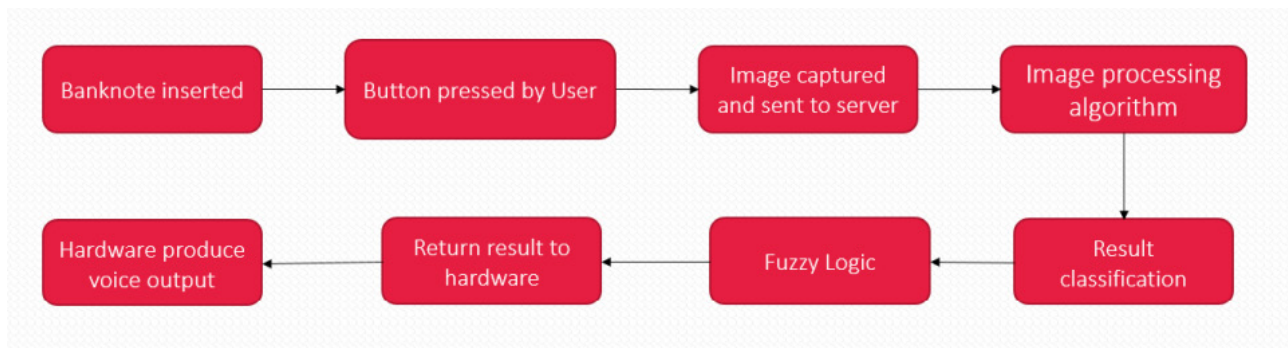 Banknote inserted
Button pressed by User
Image captured
and sent to server
Image processing
algorithm
Result
classification
Fuzzy Logic
Return result to
hardware
Hardware produce
voice output